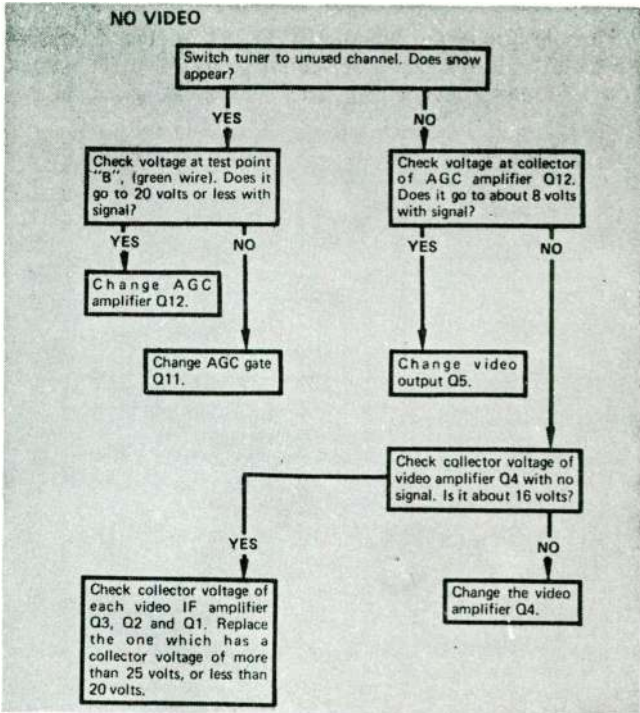 NO VIDEO
Switch tuner to unused channel. Does snow
appear?
YES
NO
Check voltage at test point
"B", (green wire). Does it
go to 20 volts or less with
signal?
Check voltage at collector
of AGC amplifier Q12.
Does it go to about 8 volts
with signal?
YES
NO
YES
NO
Change AGC
amplifier Q12.
Change AGC gate
Q11.
Change video
output Q5.
Check collector voltage of
video amplifier Q4 with no
signal. Is it about 16 volts?
YES
NO
Check collector voltage of
each video IF amplifier
Q3, Q2 and Q1. Replace
the one which has a
collector voltage of more
than 25 volts, or less than
20 volts.
Change the video
amplifier Q4.